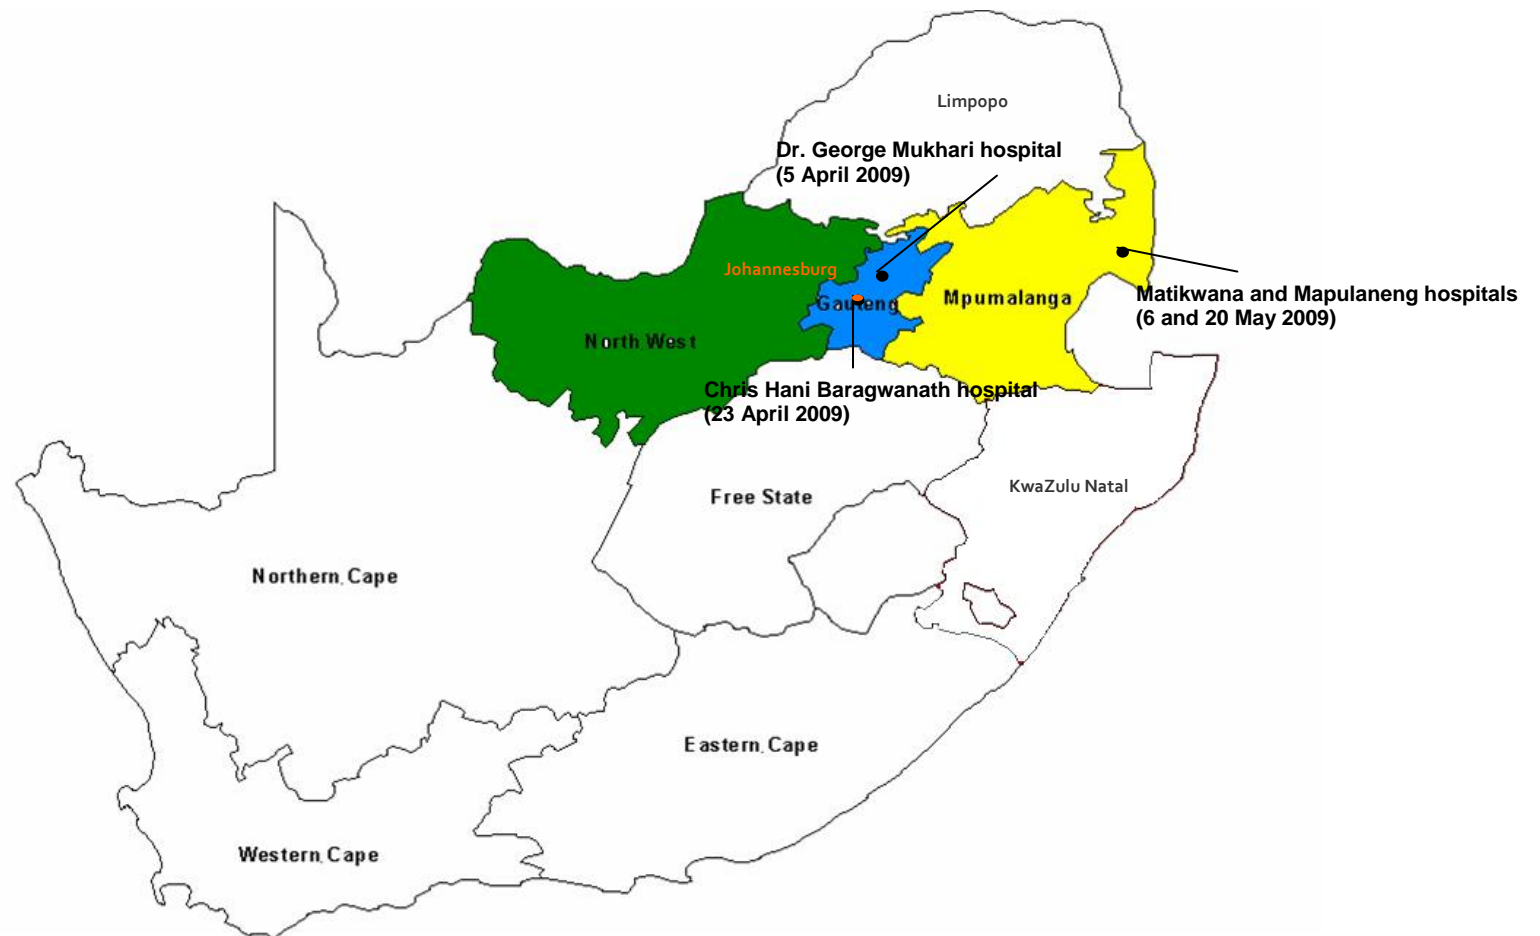 Limpopo
Dr. George Mukhari hospital
(5 April 2009)
Johannesburg
Gauteng
Mpumalanga
Matikwana and Mapulaneng hospitals
(6 and 20 May 2009)
North West
Chris Hani Baragwanath hospital
(23 April 2009)
KwaZulu Natal
Free State
Northern Cape
Eastern Cape
Western Cape